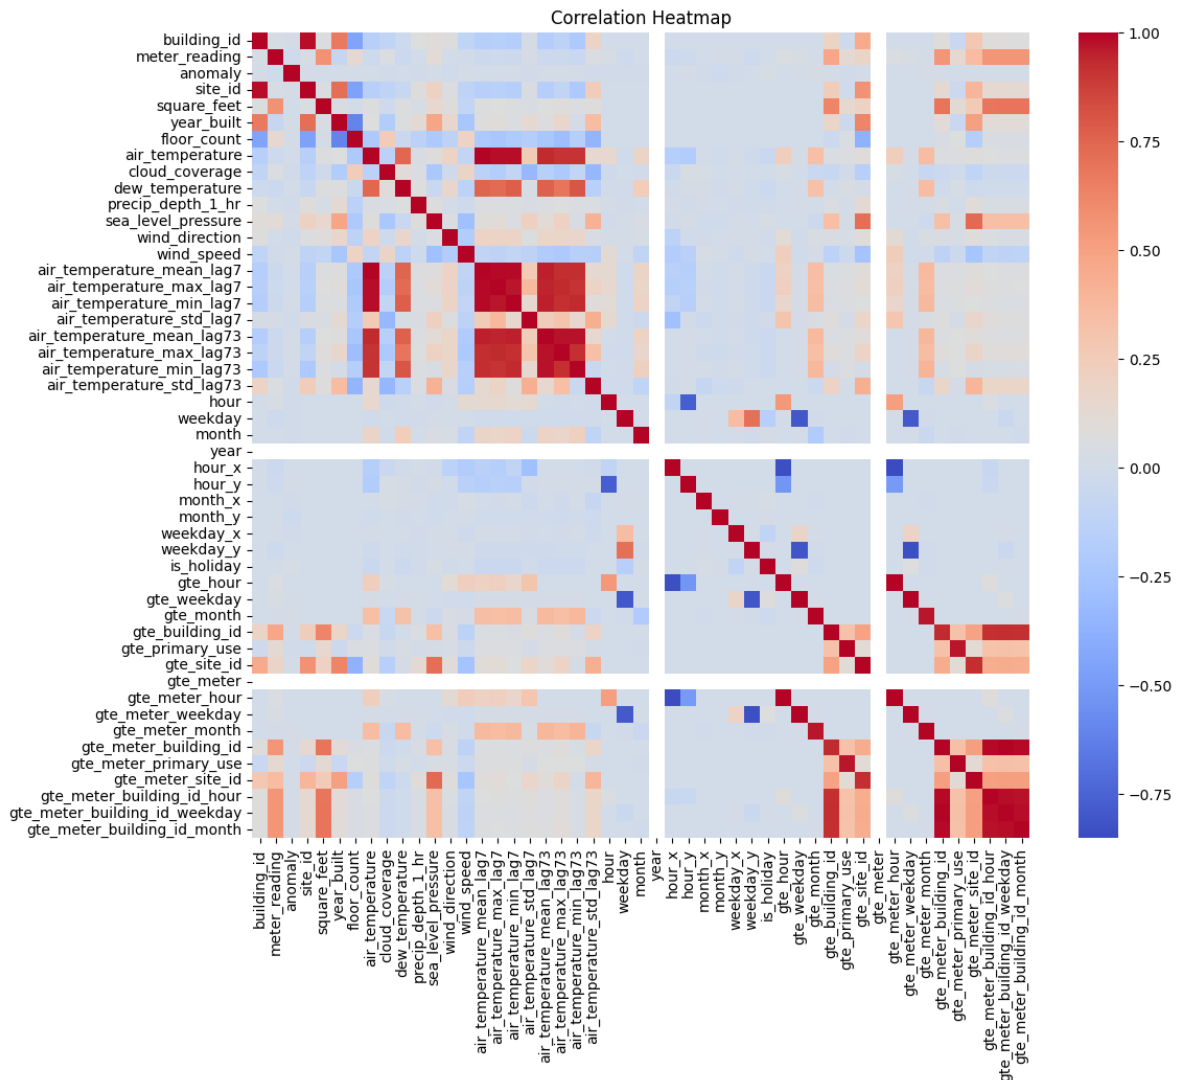 Correlation Heatmap
building_id
meter_reading
anomaly
site_id
square_feet
year_built
floor_count
air_temperature
cloud_coverage
dew_temperature
precip_depth_1_hr
sea_level_pressure
wind_direction
wind_speed
air_temperature_mean_lag7
air_temperature_max_lag7
air_temperature_min_lag7
air_temperature_std_lag7
air_temperature_mean_lag73
air_temperature_max_lag73
air_temperature_min_lag73
air_temperature_std_lag73
hour
weekday
month
year
hour_x
hour_y
month_x
month_y
weekday_x
weekday_y
is_holiday
gte_hour
gte_weekday
gte_month
gte_building_id
gte_primary_use
gte_site_id
gte_meter
gte_meter_hour
gte_meter_weekday
gte_meter_month
gte_meter_building_id
gte_meter_primary_use
gte_meter_site_id
gte_meter_building_id_hour
gte_meter_building_id_weekday
gte_meter_building_id_month
building_id
meter_reading
anomaly
site_id
square_feet
year_built
floor_count
air_temperature
cloud_coverage
dew_temperature
precip_depth_1_hr
sea_level_pressure
wind_direction
wind_speed
air_temperature_mean_lag7
air_temperature_max_lag7
air_temperature_min_lag7
air_temperature_std_lag7
air_temperature_mean_lag73
air_temperature_max_lag73
air_temperature_min_lag73
air_temperature_std_lag73
hour
weekday
month
year
hour_x
hour_y
month_x
month_y
weekday_x
weekday_y
is_holiday
gte_hour
gte_weekday
gte_month
gte_building_id
gte_primary_use
gte_site_id
gte_meter
gte_meter_hour
gte_meter_weekday
gte_meter_month
gte_meter_building_id
gte_meter_primary_use
gte_meter_site_id
gte_meter_building_id_hour
gte_meter_building_id_weekday
gte_meter_building_id_month
1.00
0.75
0.50
0.25
0.00
−0.25
−0.50
−0.75